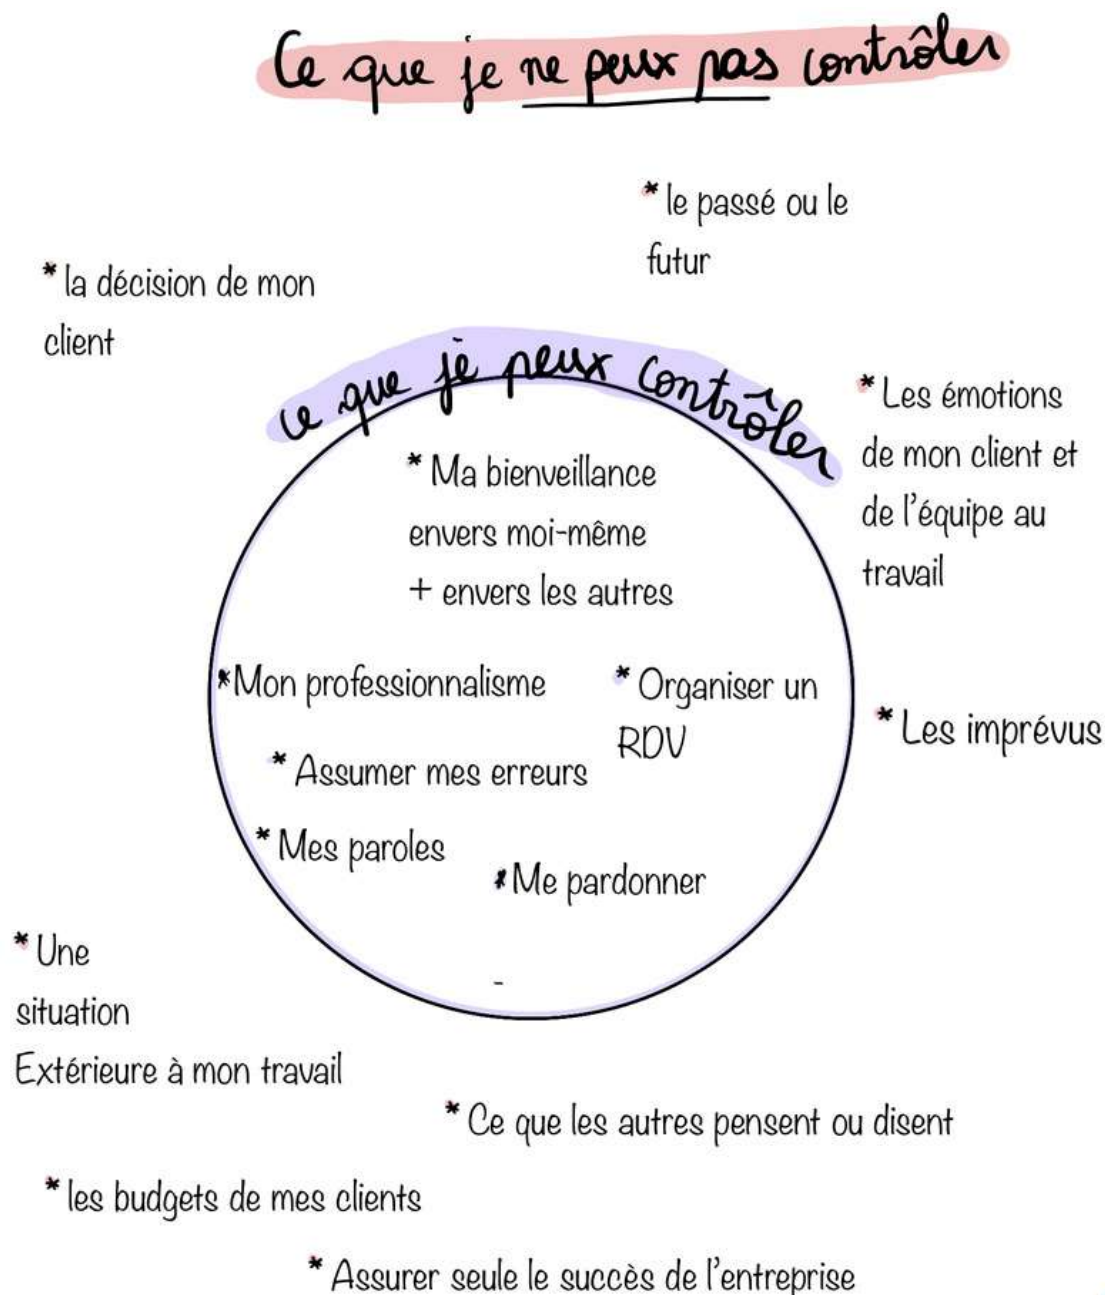 Ce que je ne peux pas contrôler
* le passé ou le
futur
* la décision de mon
client
ce que je peux contrôler
* Les émotions
de mon client et
de l'équipe au
travail
* Ma bienveillance
envers moi-même
+ envers les autres
* Mon professionnalisme
* Organiser un
RDV
* Les imprévus
* Assumer mes erreurs
* Mes paroles
* Me pardonner
-
* Une
situation
Extérieure à mon travail
* Ce que les autres pensent ou disent
* les budgets de mes clients
* Assurer seule le succès de l'entreprise